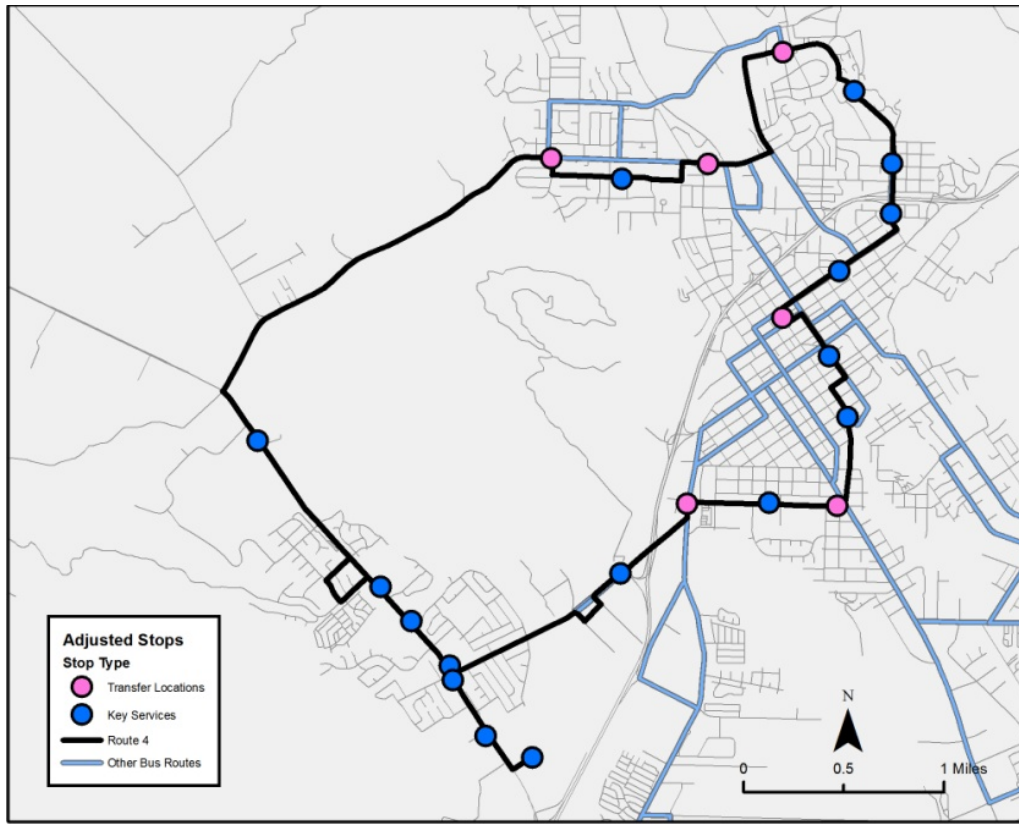 Adjusted Stops
Stop Type
Transfer Locations
Key Services
Route 4
Other Bus Routes
N
0 0.5 1 Miles